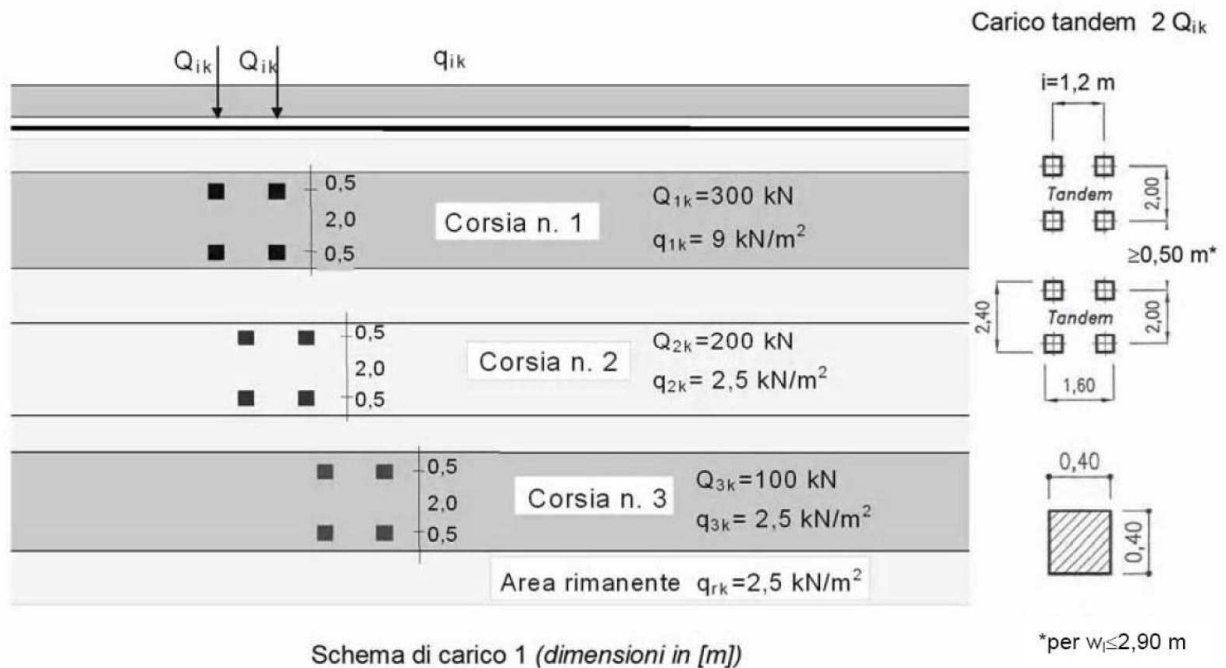 Carico tandem 2 Qik
Qik Qik qik
i=1,2 m
Tandem
2,00
≥0,50 m*
Tandem
2,00
2,40
1,60
0,5
2,0
0,5
Corsia n. 1
Q1k=300 kN
q1k= 9 kN/m²
0,5
2,0
0,5
Corsia n. 2
Q2k=200 kN
q2k= 2,5 kN/m²
0,5
2,0
0,5
Corsia n. 3
Q3k=100 kN
q3k= 2,5 kN/m²
0,40
0,40
Area rimanente qrk=2,5 kN/m²
Schema di carico 1 (dimensioni in [m])
*per wl≤2,90 m